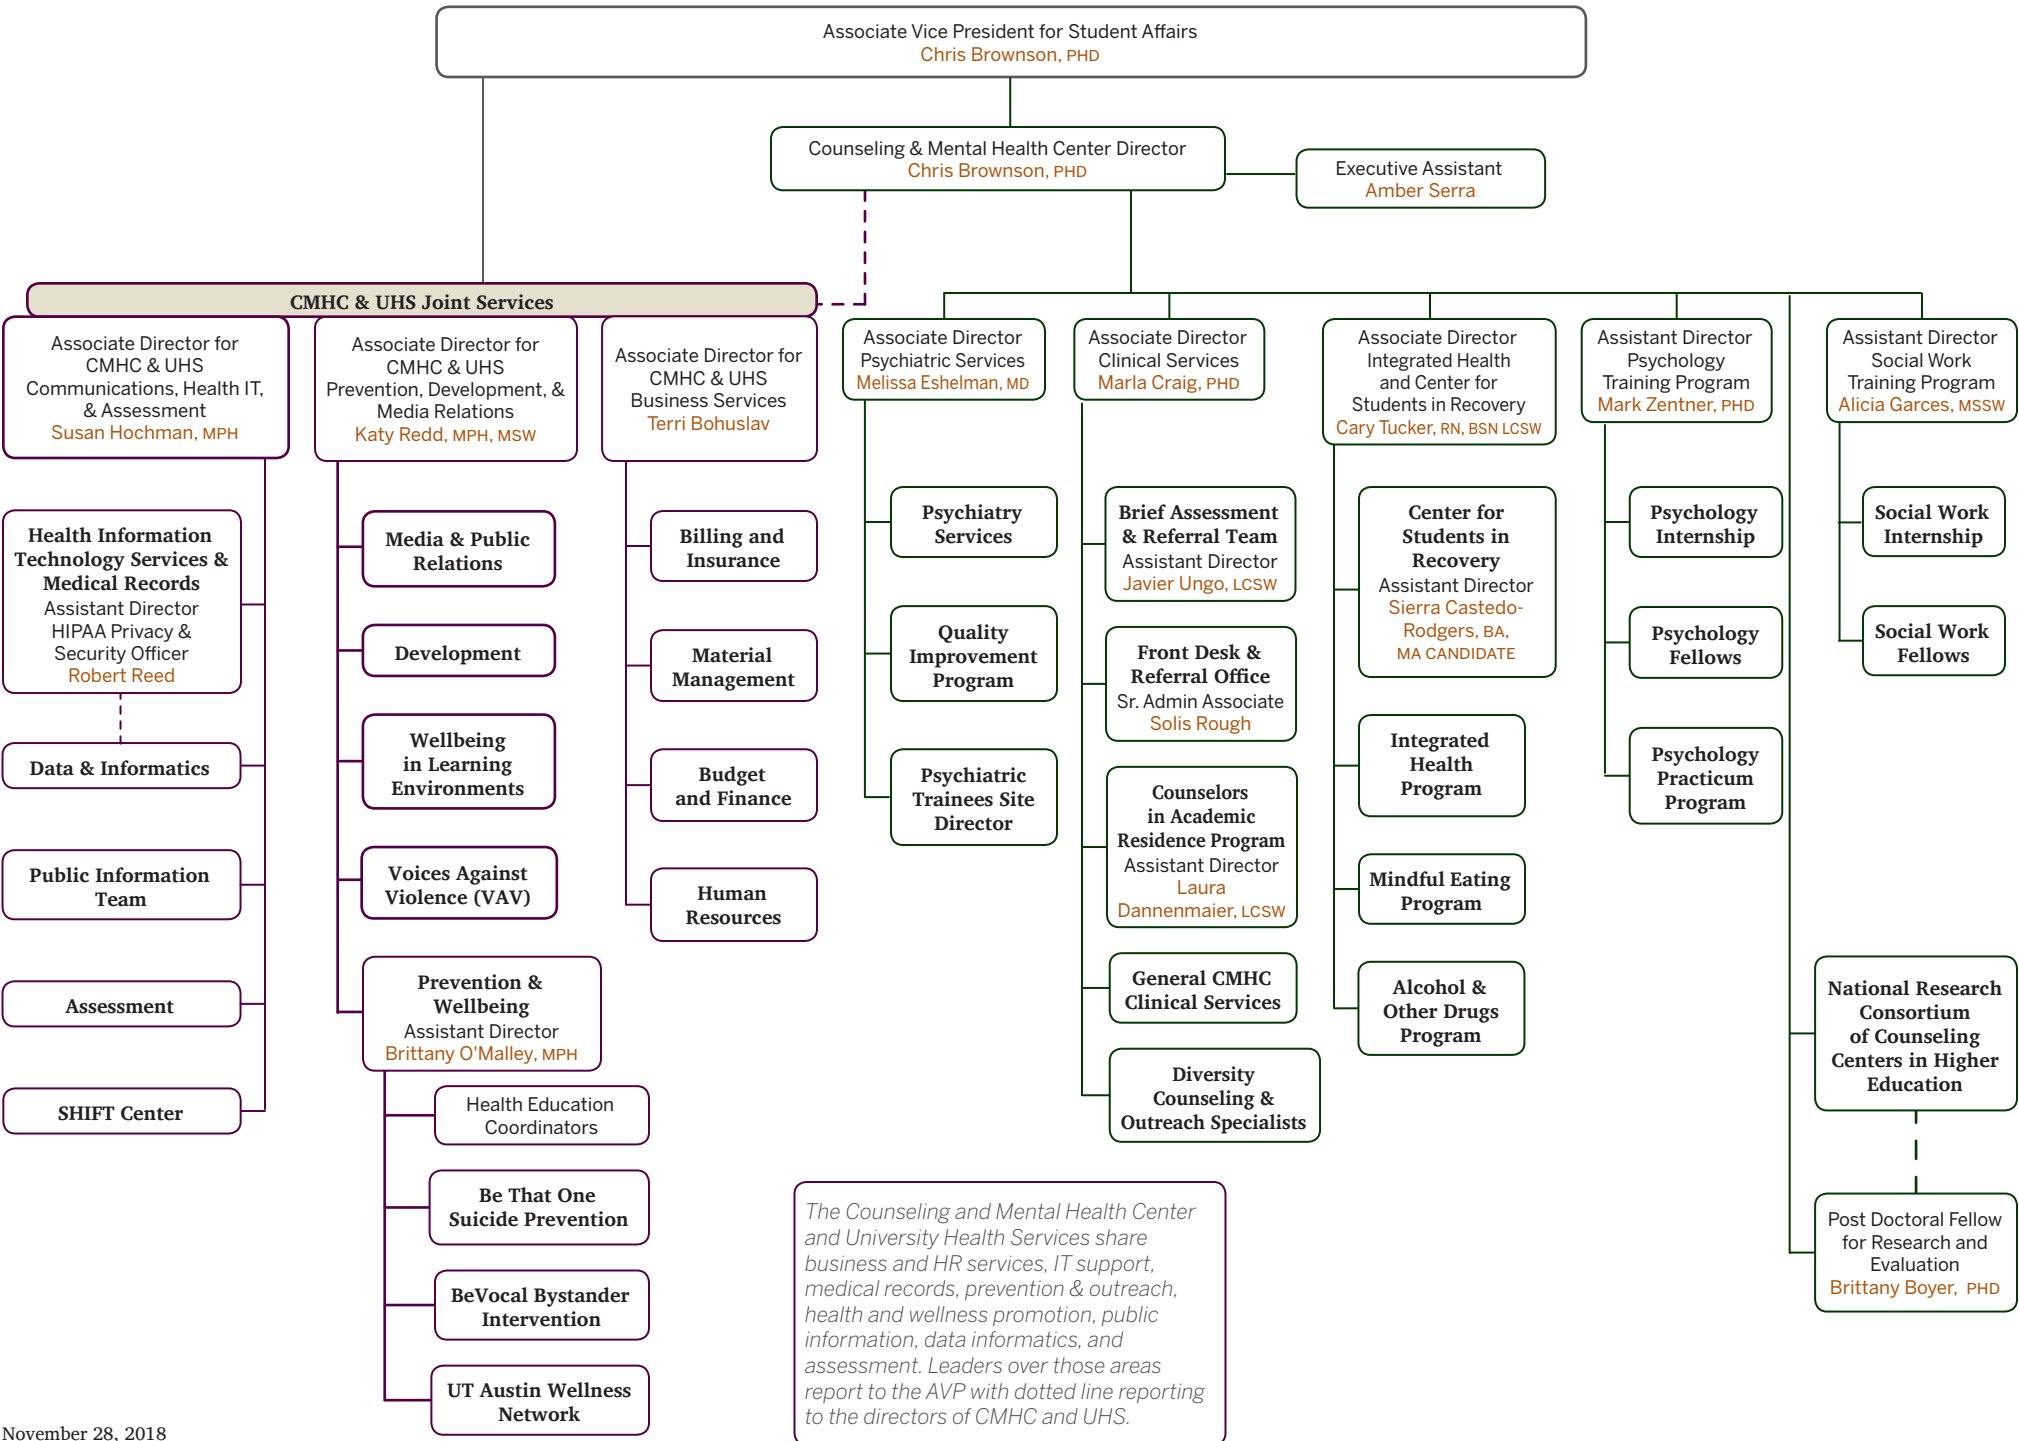 Associate Vice President for Student Affairs
Chris Brownson, PHD
Counseling & Mental Health Center Director
Chris Brownson, PHD
Executive Assistant
Amber Serra
CMHC & UHS Joint Services
Associate Director for
CMHC & UHS
Communications, Health IT,
& Assessment
Susan Hochman, MPH
Health Information
Technology Services &
Medical Records
Assistant Director
HIPAA Privacy &
Security Officer
Robert Reed
Data & Informatics
Public Information
Team
Assessment
SHIFT Center
Associate Director for
CMHC & UHS
Prevention, Development, &
Media Relations
Katy Redd, MPH, MSW
Media & Public
Relations
Development
Wellbeing
in Learning
Environments
Voices Against
Violence (VAV)
Prevention &
Wellbeing
Assistant Director
Brittany O'Malley, MPH
Health Education
Coordinators
Be That One
Suicide Prevention
BeVocal Bystander
Intervention
UT Austin Wellness
Network
Associate Director for
CMHC & UHS
Business Services
Terri Bohuslav
Billing and
Insurance
Material
Management
Budget
and Finance
Human
Resources
Associate Director
Psychiatric Services
Melissa Eshelman, MD
Psychiatry
Services
Quality
Improvement
Program
Psychiatric
Trainees Site
Director
Associate Director
Clinical Services
Marla Craig, PHD
Brief Assessment
& Referral Team
Assistant Director
Javier Ungo, LCSW
Front Desk &
Referral Office
Sr. Admin Associate
Solis Rough
Counselors
in Academic
Residence Program
Assistant Director
Laura
Dannenmaier, LCSW
General CMHC
Clinical Services
Diversity
Counseling &
Outreach Specialists
Associate Director
Integrated Health
and Center for
Students in Recovery
Cary Tucker, RN, BSN LCSW
Center for
Students in
Recovery
Assistant Director
Sierra Castedo-
Rodgers, BA,
MA CANDIDATE
Integrated
Health
Program
Mindful Eating
Program
Alcohol &
Other Drugs
Program
Assistant Director
Psychology
Training Program
Mark Zentner, PHD
Psychology
Internship
Psychology
Fellows
Psychology
Practicum
Program
Assistant Director
Social Work
Training Program
Alicia Garces, MSSW
Social Work
Internship
Social Work
Fellows
National Research
Consortium
of Counseling
Centers in Higher
Education
Post Doctoral Fellow
for Research and
Evaluation
Brittany Boyer, PHD
The Counseling and Mental Health Center
and University Health Services share
business and HR services, IT support,
medical records, prevention & outreach,
health and wellness promotion, public
information, data informatics, and
assessment. Leaders over those areas
report to the AVP with dotted line reporting
to the directors of CMHC and UHS.
November 28, 2018